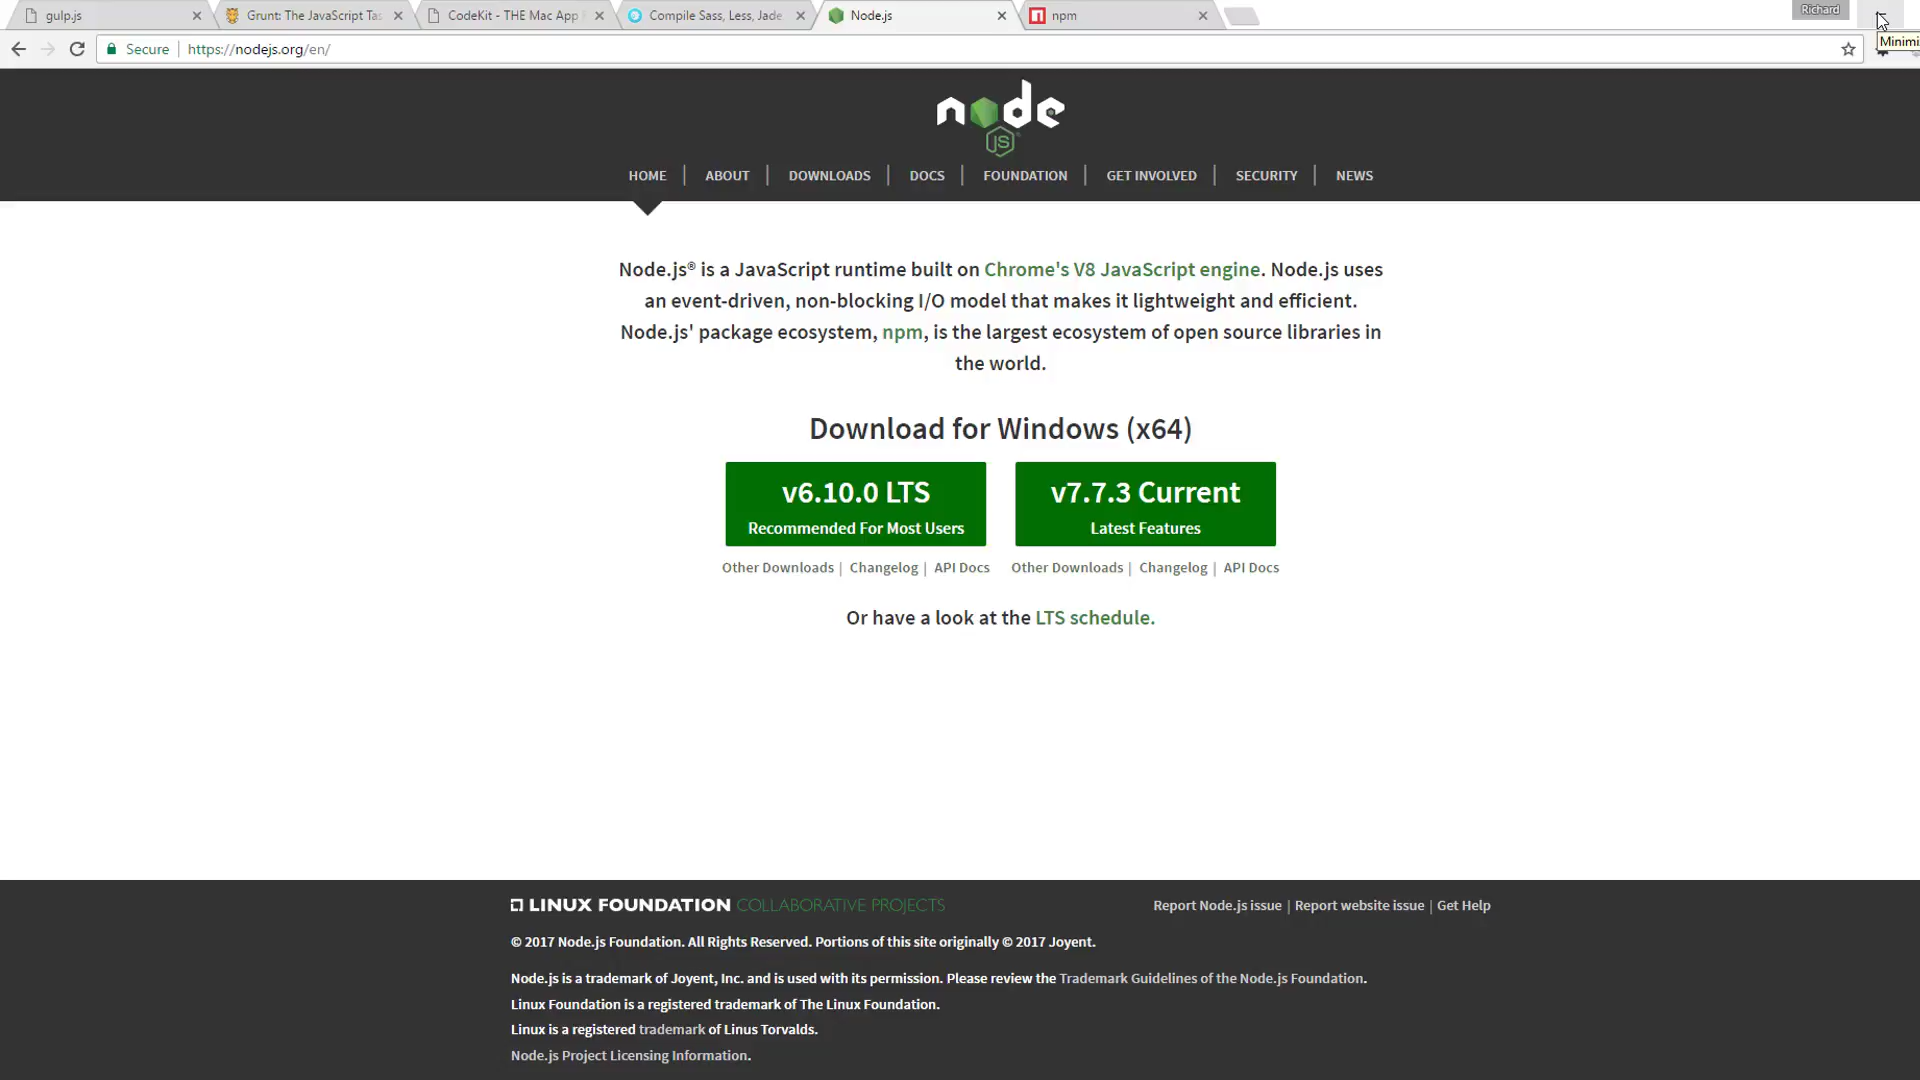 gulp.js
Grunt: The JavaScript Tas
CodeKit - THE Mac App
Compile Sass, Less, Jade
Node.js
npm
Richard
Secure https://nodejs.org/en/
Minimi
node
JS
HOME ABOUT DOWNLOADS DOCS FOUNDATION GET INVOLVED SECURITY NEWS
Node.js® is a JavaScript runtime built on Chrome's V8 JavaScript engine. Node.js uses
an event-driven, non-blocking I/O model that makes it lightweight and efficient.
Node.js' package ecosystem, npm, is the largest ecosystem of open source libraries in
the world.
Download for Windows (x64)
v6.10.0 LTS
Recommended For Most Users
v7.7.3 Current
Latest Features
Other Downloads | Changelog | API Docs
Other Downloads | Changelog | API Docs
Or have a look at the LTS schedule.
LINUX FOUNDATION COLLABORATIVE PROJECTS
Report Node.js issue | Report website issue | Get Help
© 2017 Node.js Foundation. All Rights Reserved. Portions of this site originally © 2017 Joyent.
Node.js is a trademark of Joyent, Inc. and is used with its permission. Please review the Trademark Guidelines of the Node.js Foundation.
Linux Foundation is a registered trademark of The Linux Foundation.
Linux is a registered trademark of Linus Torvalds.
Node.js Project Licensing Information.